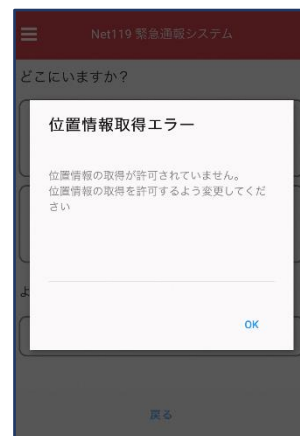 Net119 緊急通報システム
どこにいますか？
位置情報取得エラー
位置情報の取得が許可されていません。
位置情報の取得を許可するよう変更してくだ
さい
よ
OK
戻る